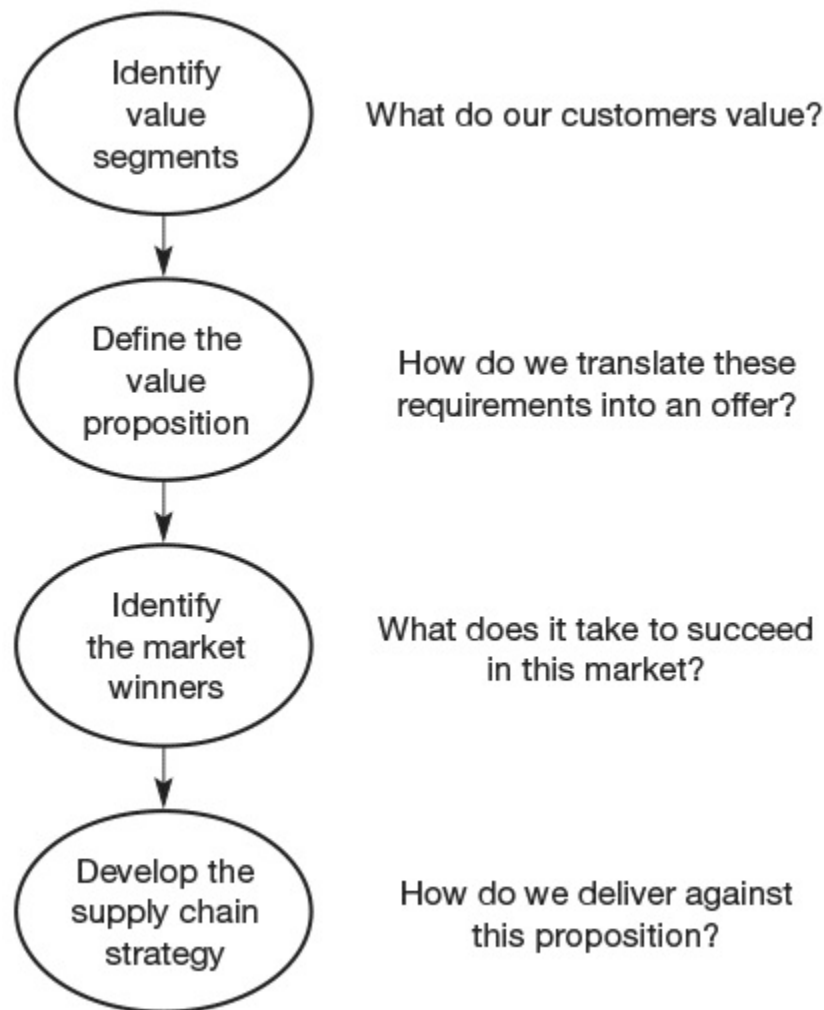 Identify
value
segments
What do our customers value?
Define the
value
proposition
How do we translate these
requirements into an offer?
Identify
the market
winners
What does it take to succeed
in this market?
Develop the
supply chain
strategy
How do we deliver against
this proposition?